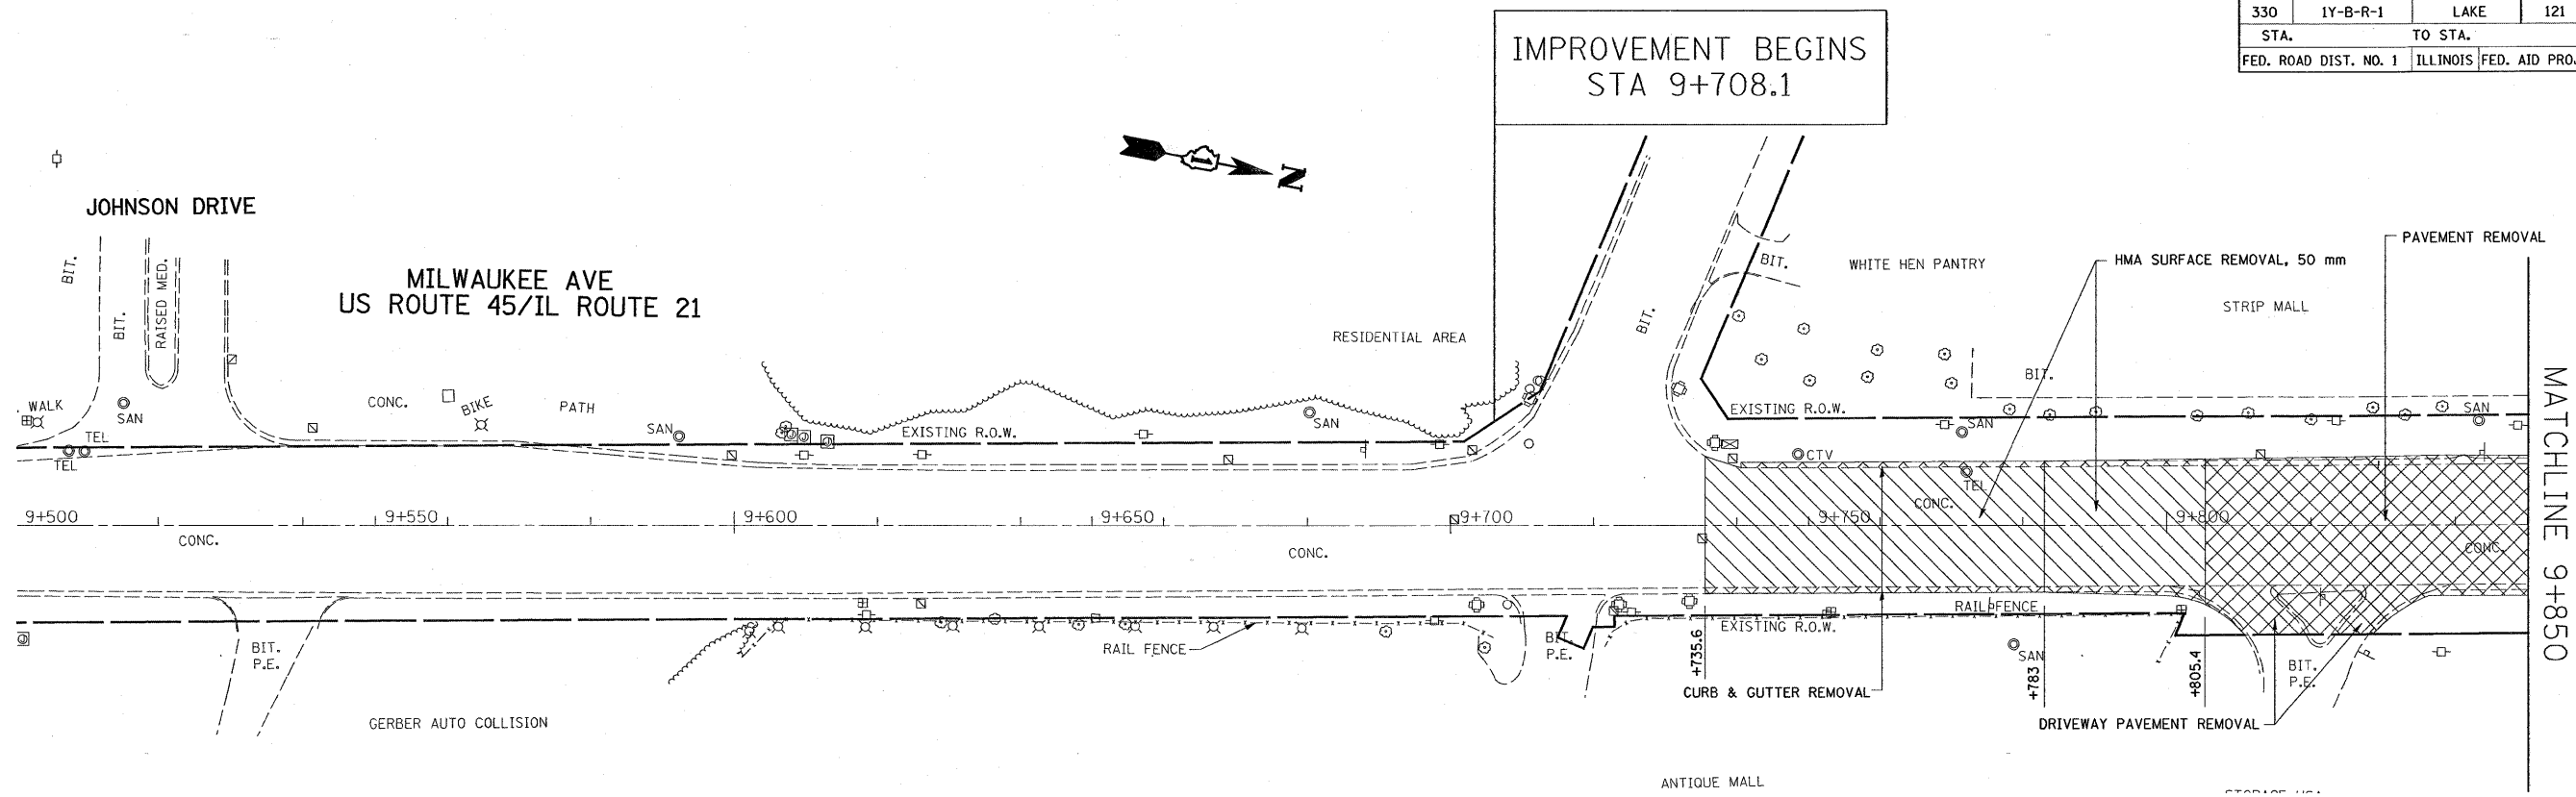 330 1Y-B-R-1 LAKE 121
STA. TO STA.
FED. ROAD DIST. NO. 1 ILLINOIS FED. AID PROJ
IMPROVEMENT BEGINS
STA 9+708.1
N
1
JOHNSON DRIVE
MILWAUKEE AVE
US ROUTE 45/IL ROUTE 21
BIT.
BIT.
RAISED MED.
RESIDENTIAL AREA
BIT.
BIT.
WHITE HEN PANTRY
HMA SURFACE REMOVAL, 50 mm
PAVEMENT REMOVAL
STRIP MALL
BIT.
WALK
SAN
CONC.
BIKE
PATH
TEL
TEL
SAN
EXISTING R.O.W.
SAN
EXISTING R.O.W.
SAN
SAN
CTV
TEL
CONC.
9+500 9+550 9+600 9+650 9+700 9+750 9+800
CONC.
CONC.
CONC.
MATCHLINE 9+850
BIT.
P.E.
RAIL FENCE
BIT.
P.E.
EXISTING R.O.W.
RAIL FENCE
SAN
BIT.
P.E.
+735.6
+783
+805.4
CURB & GUTTER REMOVAL
DRIVEWAY PAVEMENT REMOVAL
GERBER AUTO COLLISION
ANTIQUE MALL